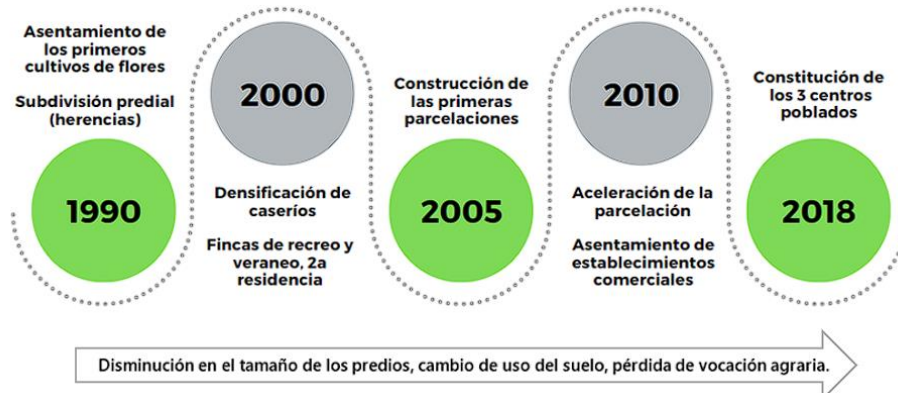 Asentamiento de
los primeros
cultivos de flores
Subdivisión predial
(herencias)
1990
2000
Densificación de
caseríos
Fincas de recreo y
veraneo, 2a
residencia
Construcción de
las primeras
parcelaciones
2005
2010
Aceleración de la
parcelación
Asentamiento de
establecimientos
comerciales
Constitución de
los 3 centros
poblados
2018
Disminución en el tamaño de los predios, cambio de uso del suelo, pérdida de vocación agraria.